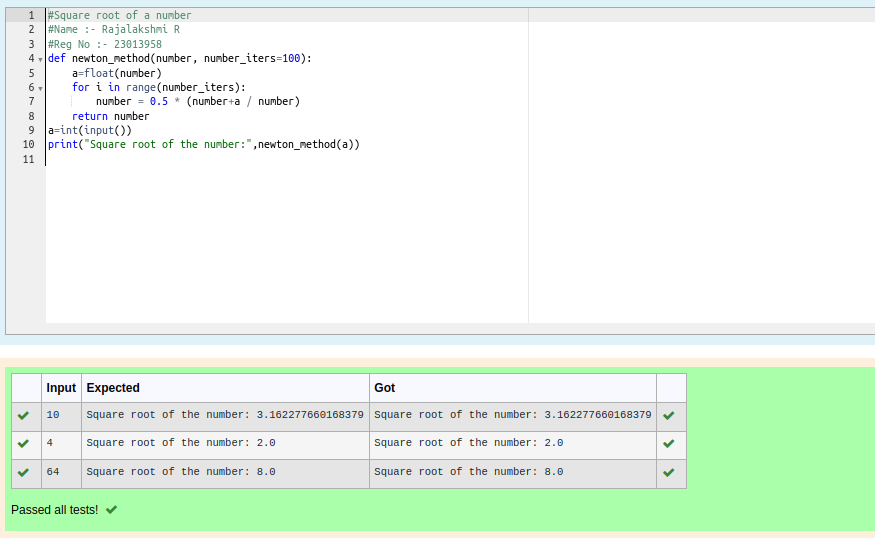 1 #Square root of a number
2 #Name :- Rajalakshmi R
3 #Reg No :- 23013958
4 def newton_method(number, number_iters=100):
5     a=float(number)
6     for i in range(number_iters):
7         number = 0.5 * (number+a / number)
8     return number
9 a=int(input())
10 print("Square root of the number:",newton_method(a))
11
Input Expected Got
10 Square root of the number: 3.162277660168379 Square root of the number: 3.162277660168379
4 Square root of the number: 2.0 Square root of the number: 2.0
64 Square root of the number: 8.0 Square root of the number: 8.0
Passed all tests!